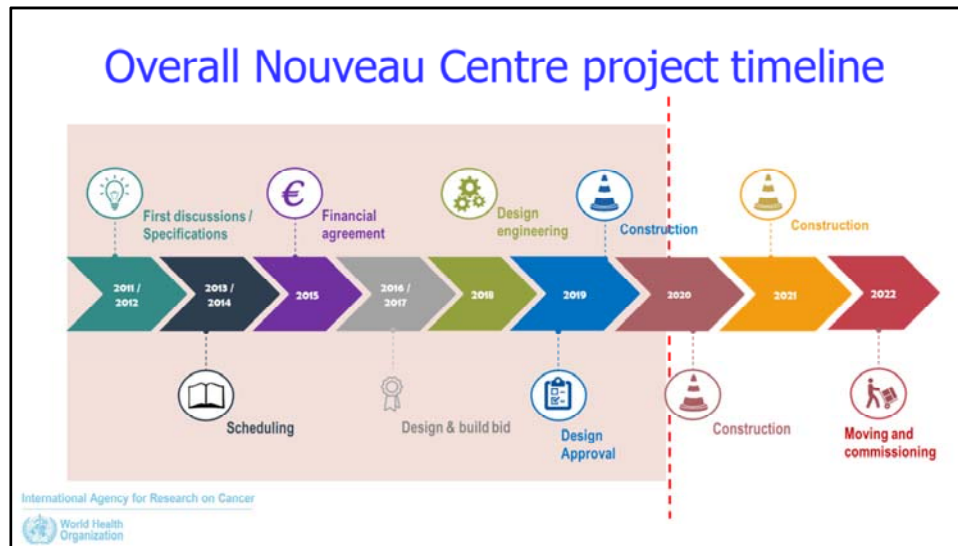 Overall Nouveau Centre project timeline
€
First discussions /
Specifications
Financial
agreement
Design
engineering
Construction
Construction
2011 /
2012
2013 /
2014
2015
2016 /
2017
2018
2019
2020
2021
2022
Scheduling
Design & build bid
Design
Approval
Construction
Moving and
commissioning
International Agency for Research on Cancer
World Health
Organization